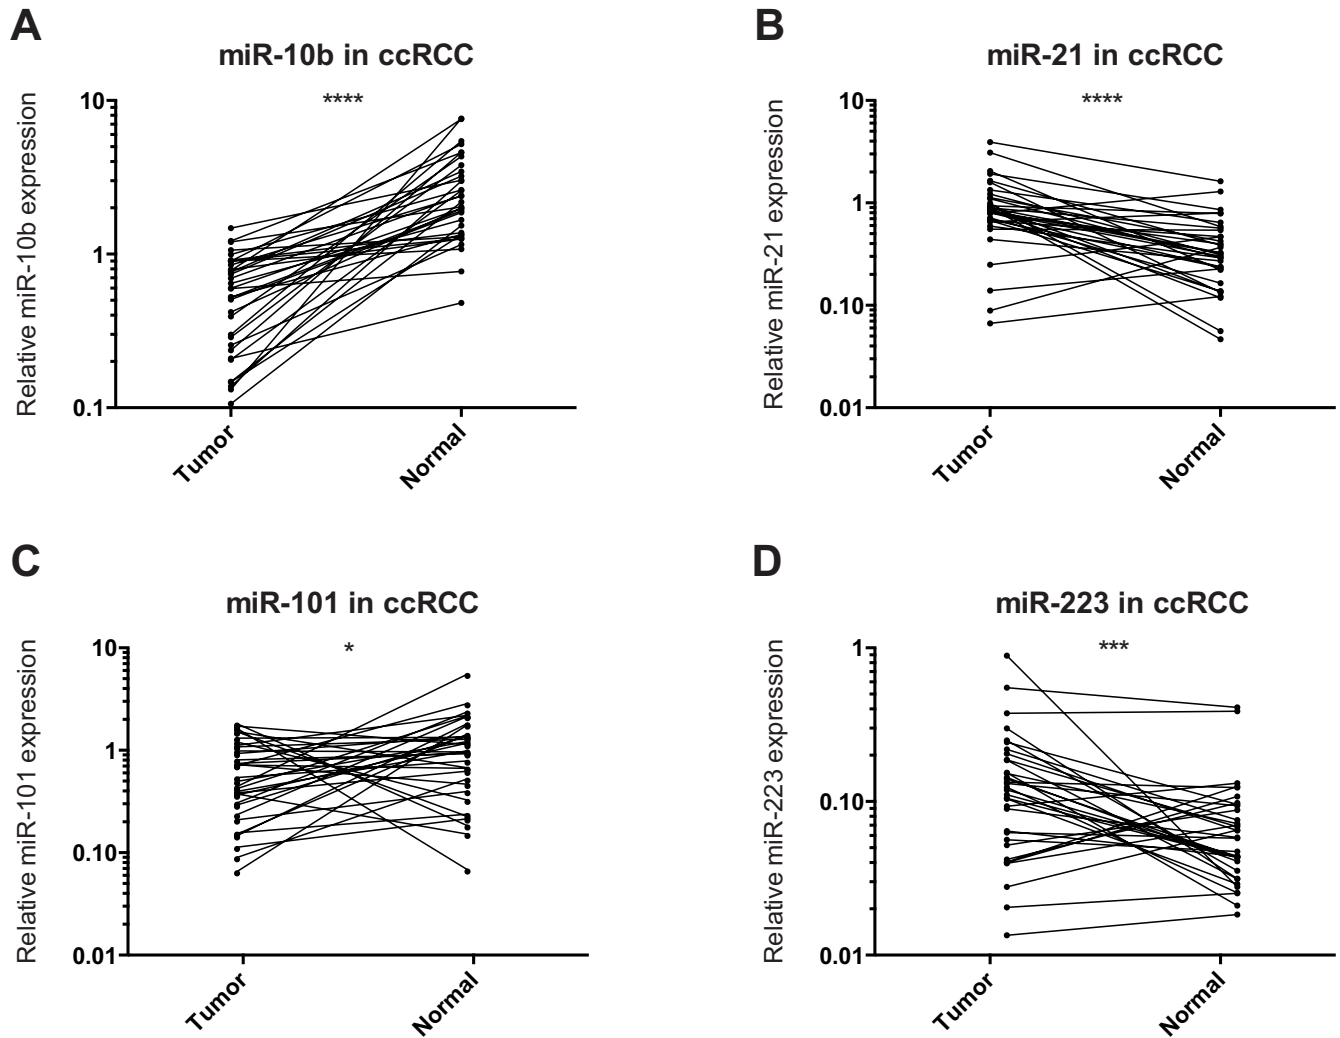 A
miR-10b in ccRCC
****
Relative miR-10b expression
10
1
0.1
Tumor
Normal
B
miR-21 in ccRCC
****
Relative miR-21 expression
10
1
0.10
0.01
Tumor
Normal
C
miR-101 in ccRCC
*
Relative miR-101 expression
10
1
0.10
0.01
Tumor
Normal
D
miR-223 in ccRCC
***
Relative miR-223 expression
1
0.10
0.01
Tumor
Normal